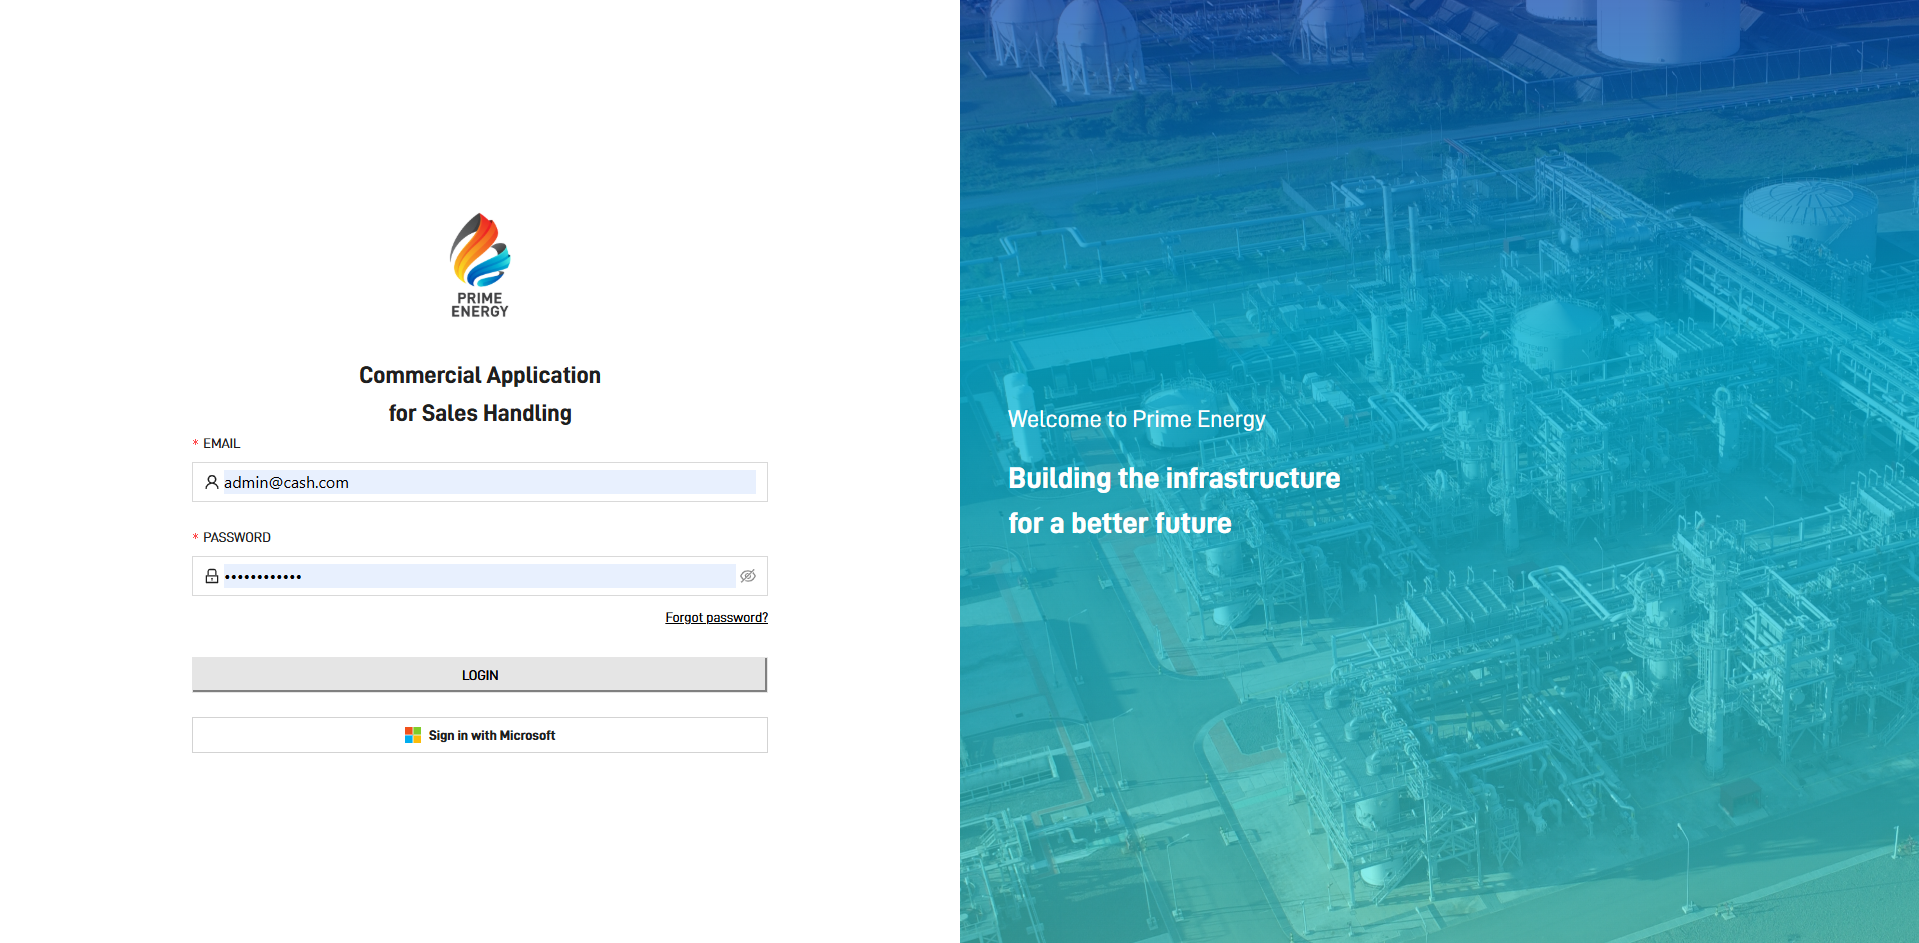 PRIME
ENERGY
Commercial Application
for Sales Handling
* EMAIL
admin@cash.com
* PASSWORD
••••••••••••
Forgot password?
LOGIN
Sign in with Microsoft
Welcome to Prime Energy
Building the infrastructure
for a better future